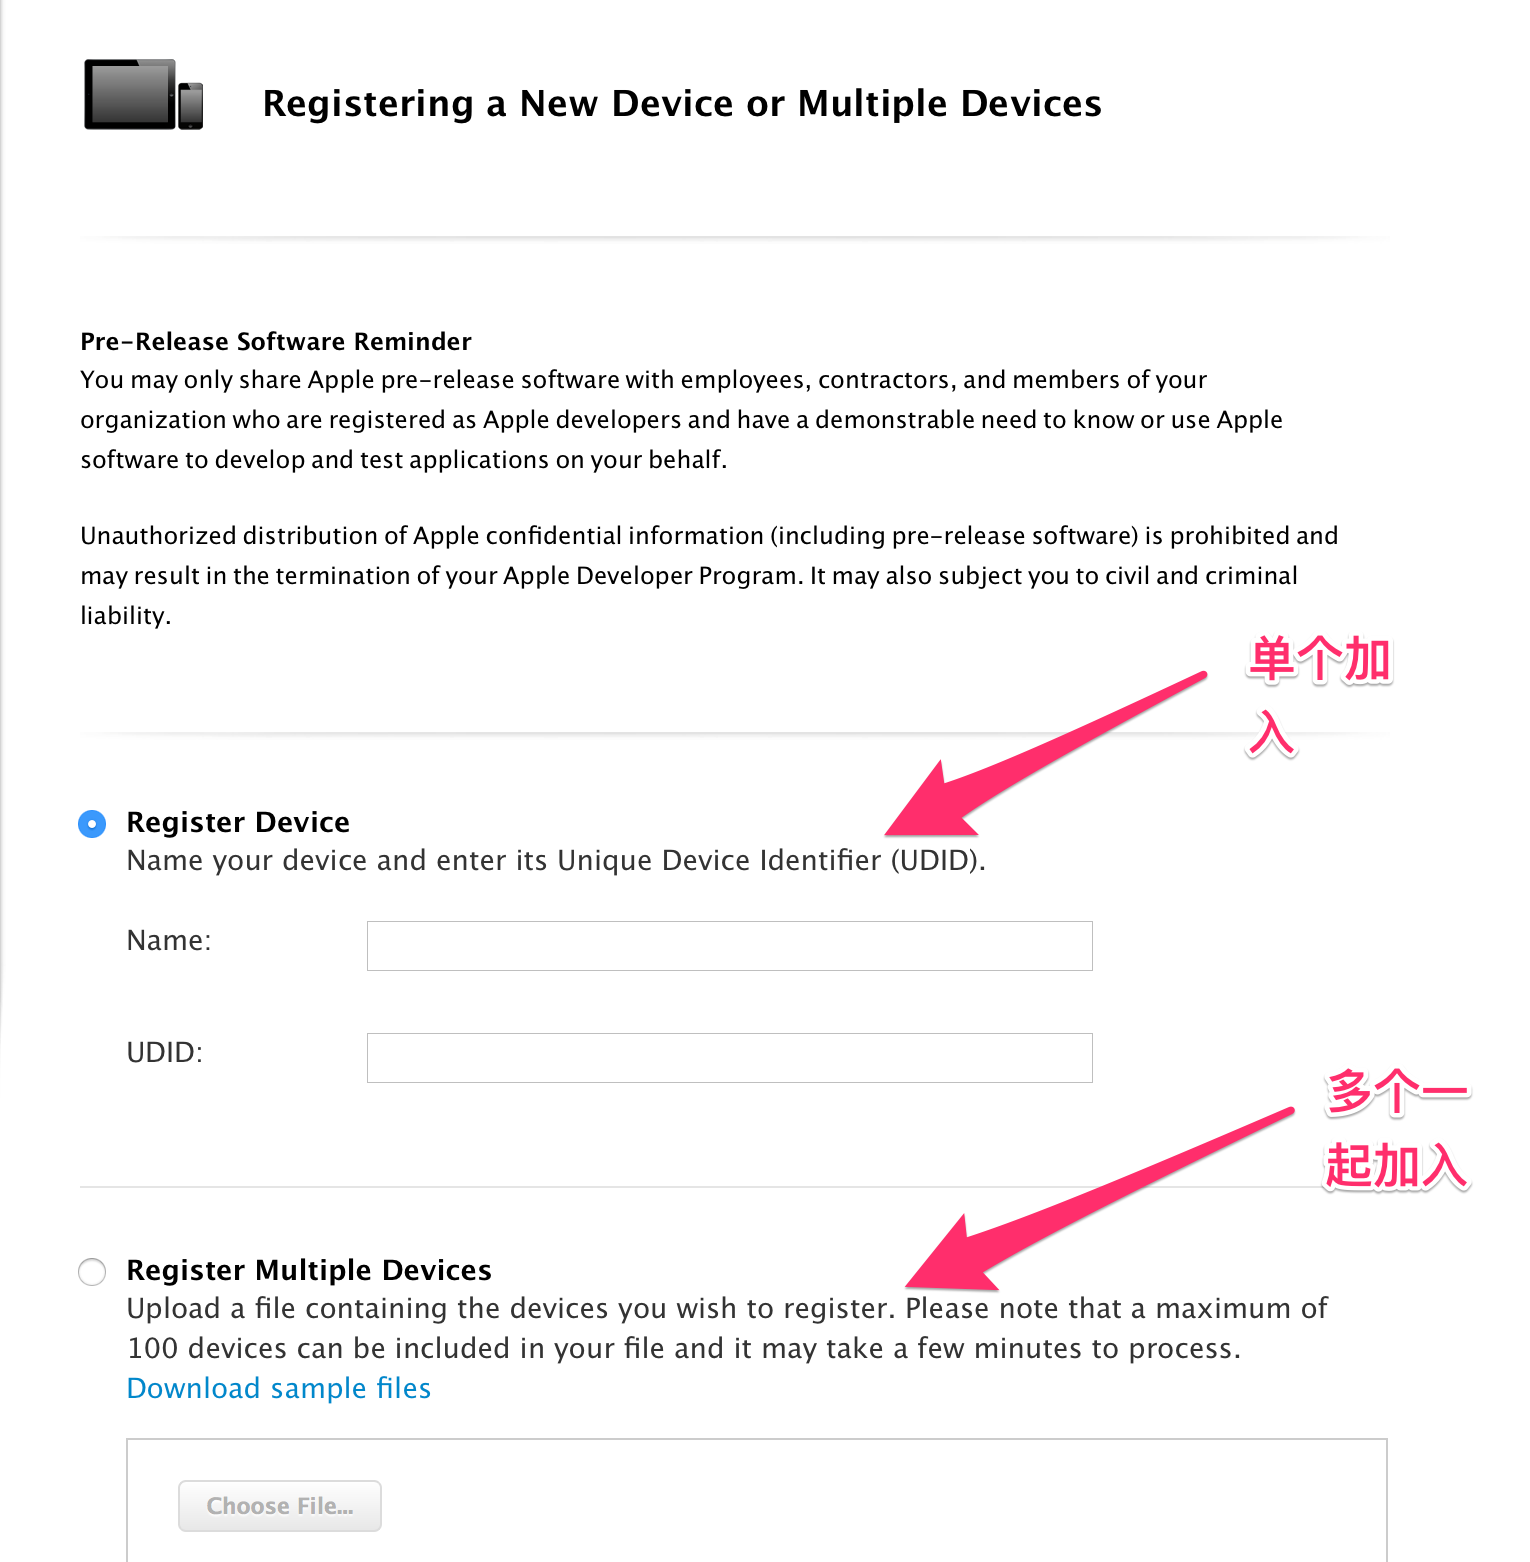 Registering a New Device or Multiple Devices
Pre-Release Software Reminder
You may only share Apple pre-release software with employees, contractors, and members of your
organization who are registered as Apple developers and have a demonstrable need to know or use Apple
software to develop and test applications on your behalf.
Unauthorized distribution of Apple confidential information (including pre-release software) is prohibited and
may result in the termination of your Apple Developer Program. It may also subject you to civil and criminal
liability.
单个加
入
Register Device
Name your device and enter its Unique Device Identifier (UDID).
Name:
UDID:
多个一
起加入
Register Multiple Devices
Upload a file containing the devices you wish to register. Please note that a maximum of
100 devices can be included in your file and it may take a few minutes to process.
Download sample files
Choose File...